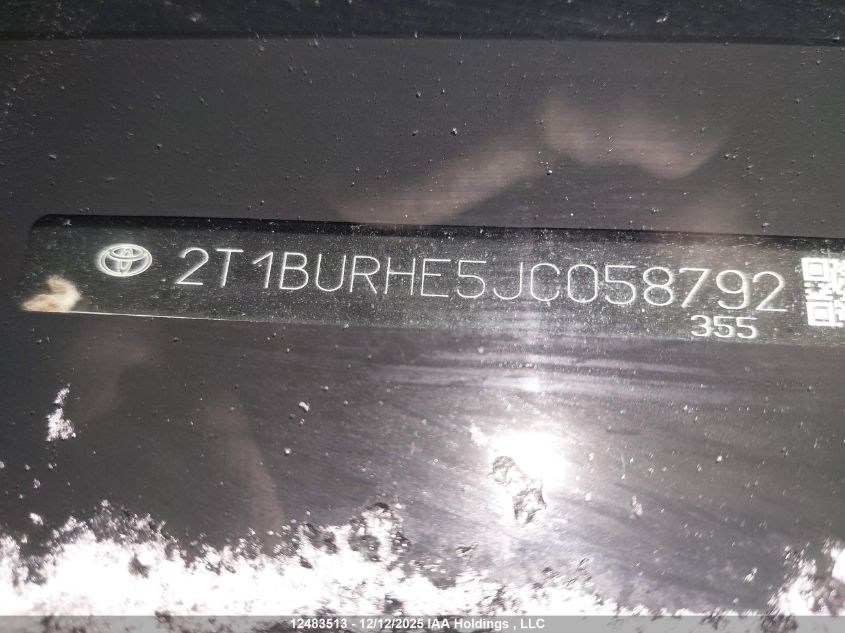 2T1BURHE5JC058792
355
12483513 - 12/12/2025 IAA Holdings , LLC